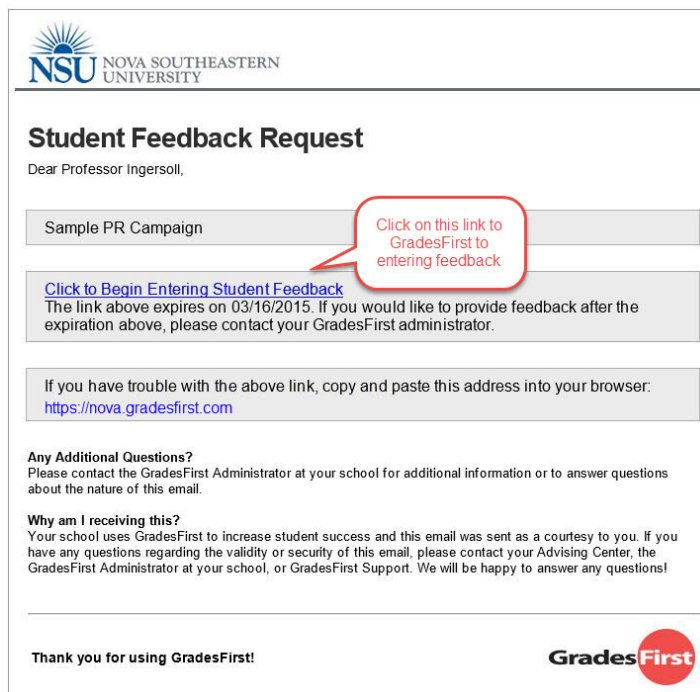 NSU NOVA SOUTHEASTERN
UNIVERSITY
Student Feedback Request
Dear Professor Ingersoll,
Sample PR Campaign
Click on this link to
GradesFirst to
entering feedback
Click to Begin Entering Student Feedback
The link above expires on 03/16/2015. If you would like to provide feedback after the
expiration above, please contact your GradesFirst administrator.
If you have trouble with the above link, copy and paste this address into your browser:
https://nova.gradesfirst.com
Any Additional Questions?
Please contact the GradesFirst Administrator at your school for additional information or to answer questions
about the nature of this email.
Why am I receiving this?
Your school uses GradesFirst to increase student success and this email was sent as a courtesy to you. If you
have any questions regarding the validity or security of this email, please contact your Advising Center, the
GradesFirst Administrator at your school, or GradesFirst Support. We will be happy to answer any questions!
Thank you for using GradesFirst!
GradesFirst